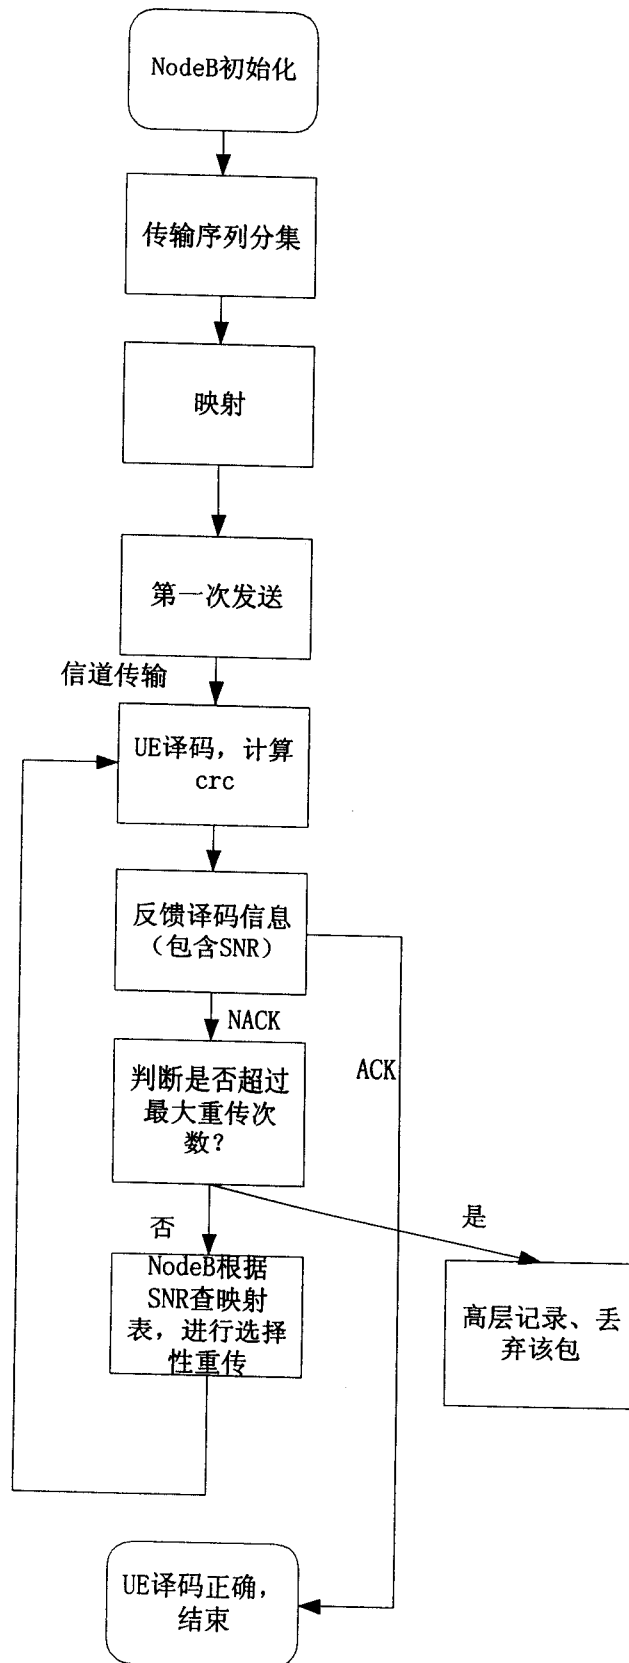 NodeB初始化
传输序列分集
映射
第一次发送
信道传输
UE译码，计算
crc
反馈译码信息
（包含SNR）
NACK
ACK
判断是否超过
最大重传次
数？
否
是
NodeB根据
SNR查映射
表，进行选择
性重传
高层记录、丢
弃该包
UE译码正确，
结束